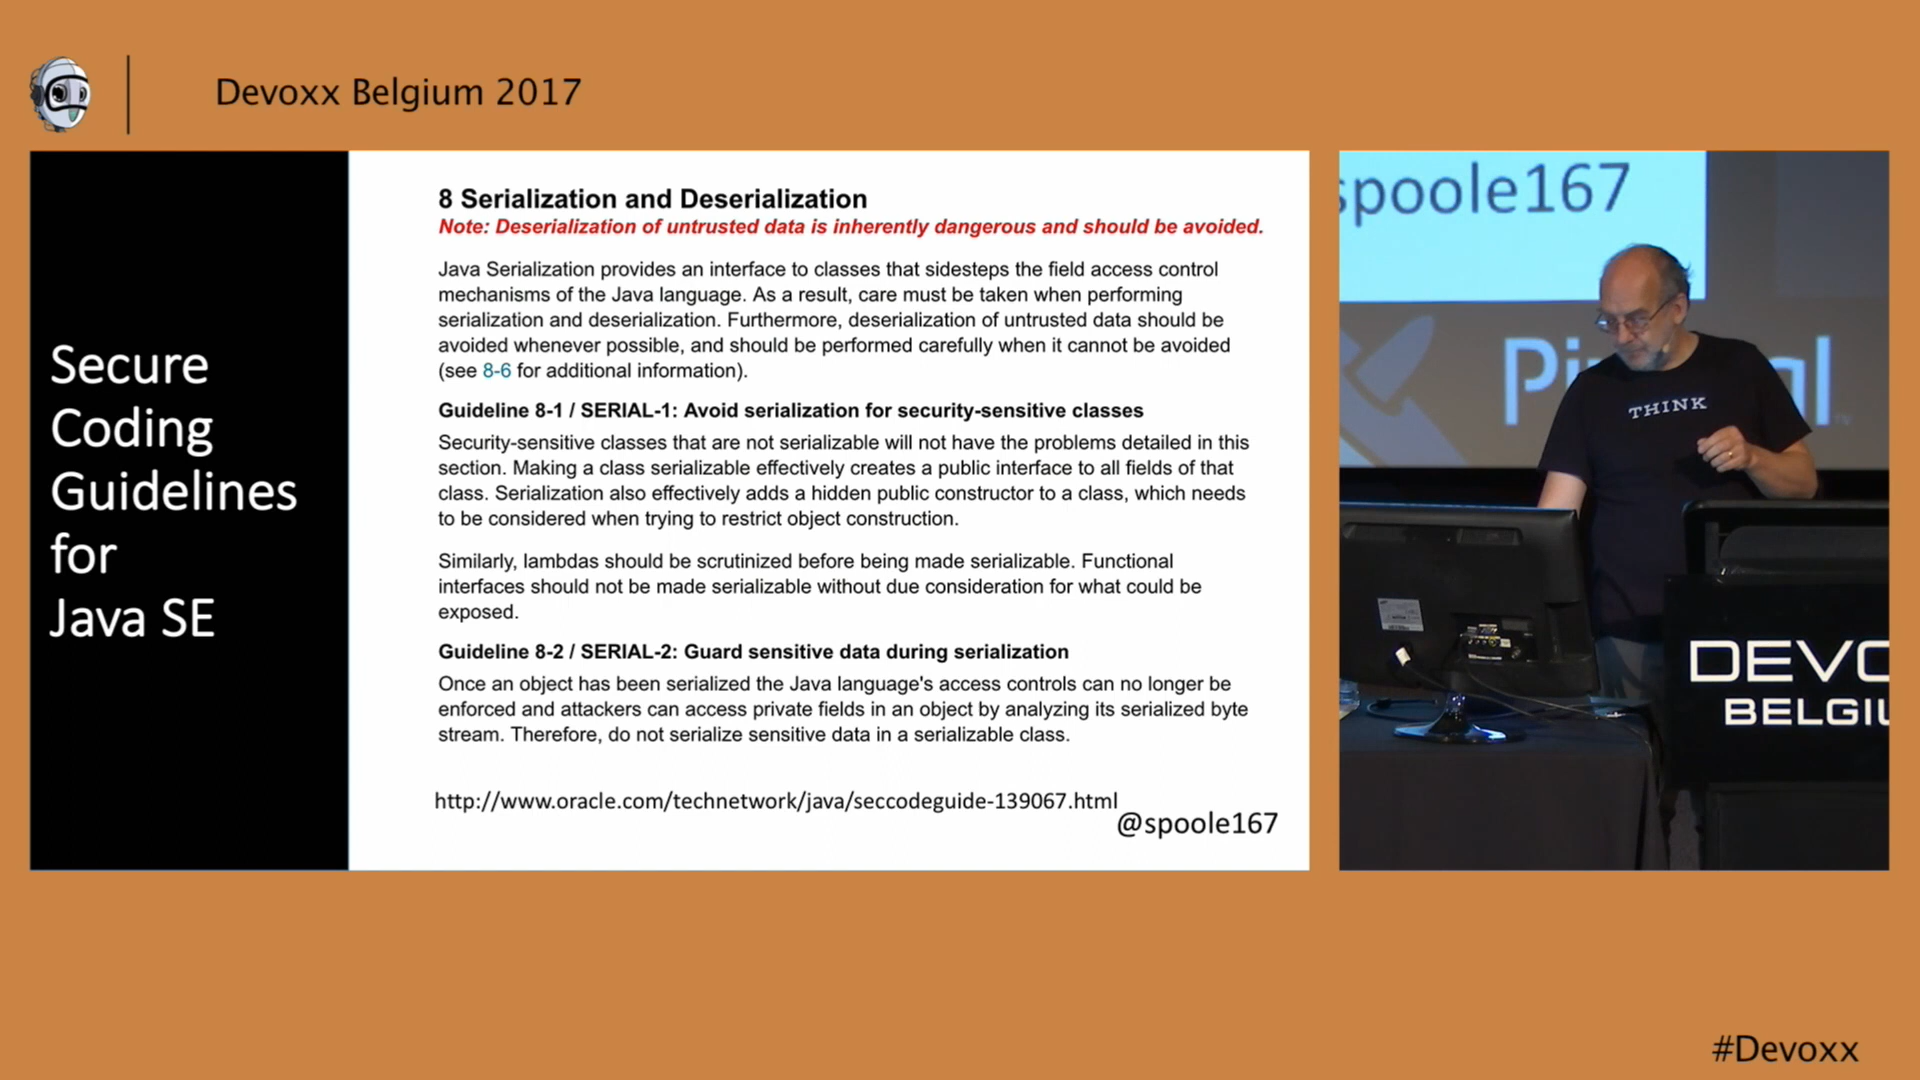 Devoxx Belgium 2017
Secure
Coding
Guidelines
for
Java SE
8 Serialization and Deserialization
Note: Deserialization of untrusted data is inherently dangerous and should be avoided.
Java Serialization provides an interface to classes that sidesteps the field access control
mechanisms of the Java language. As a result, care must be taken when performing
serialization and deserialization. Furthermore, deserialization of untrusted data should be
avoided whenever possible, and should be performed carefully when it cannot be avoided
(see 8-6 for additional information).
Guideline 8-1 / SERIAL-1: Avoid serialization for security-sensitive classes
Security-sensitive classes that are not serializable will not have the problems detailed in this
section. Making a class serializable effectively creates a public interface to all fields of that
class. Serialization also effectively adds a hidden public constructor to a class, which needs
to be considered when trying to restrict object construction.
Similarly, lambdas should be scrutinized before being made serializable. Functional
interfaces should not be made serializable without due consideration for what could be
exposed.
Guideline 8-2 / SERIAL-2: Guard sensitive data during serialization
Once an object has been serialized the Java language's access controls can no longer be
enforced and attackers can access private fields in an object by analyzing its serialized byte
stream. Therefore, do not serialize sensitive data in a serializable class.
http://www.oracle.com/technetwork/java/seccodeguide-139067.html
@spoole167
spoole167
THINK
DEVO
BELGIU
#Devoxx